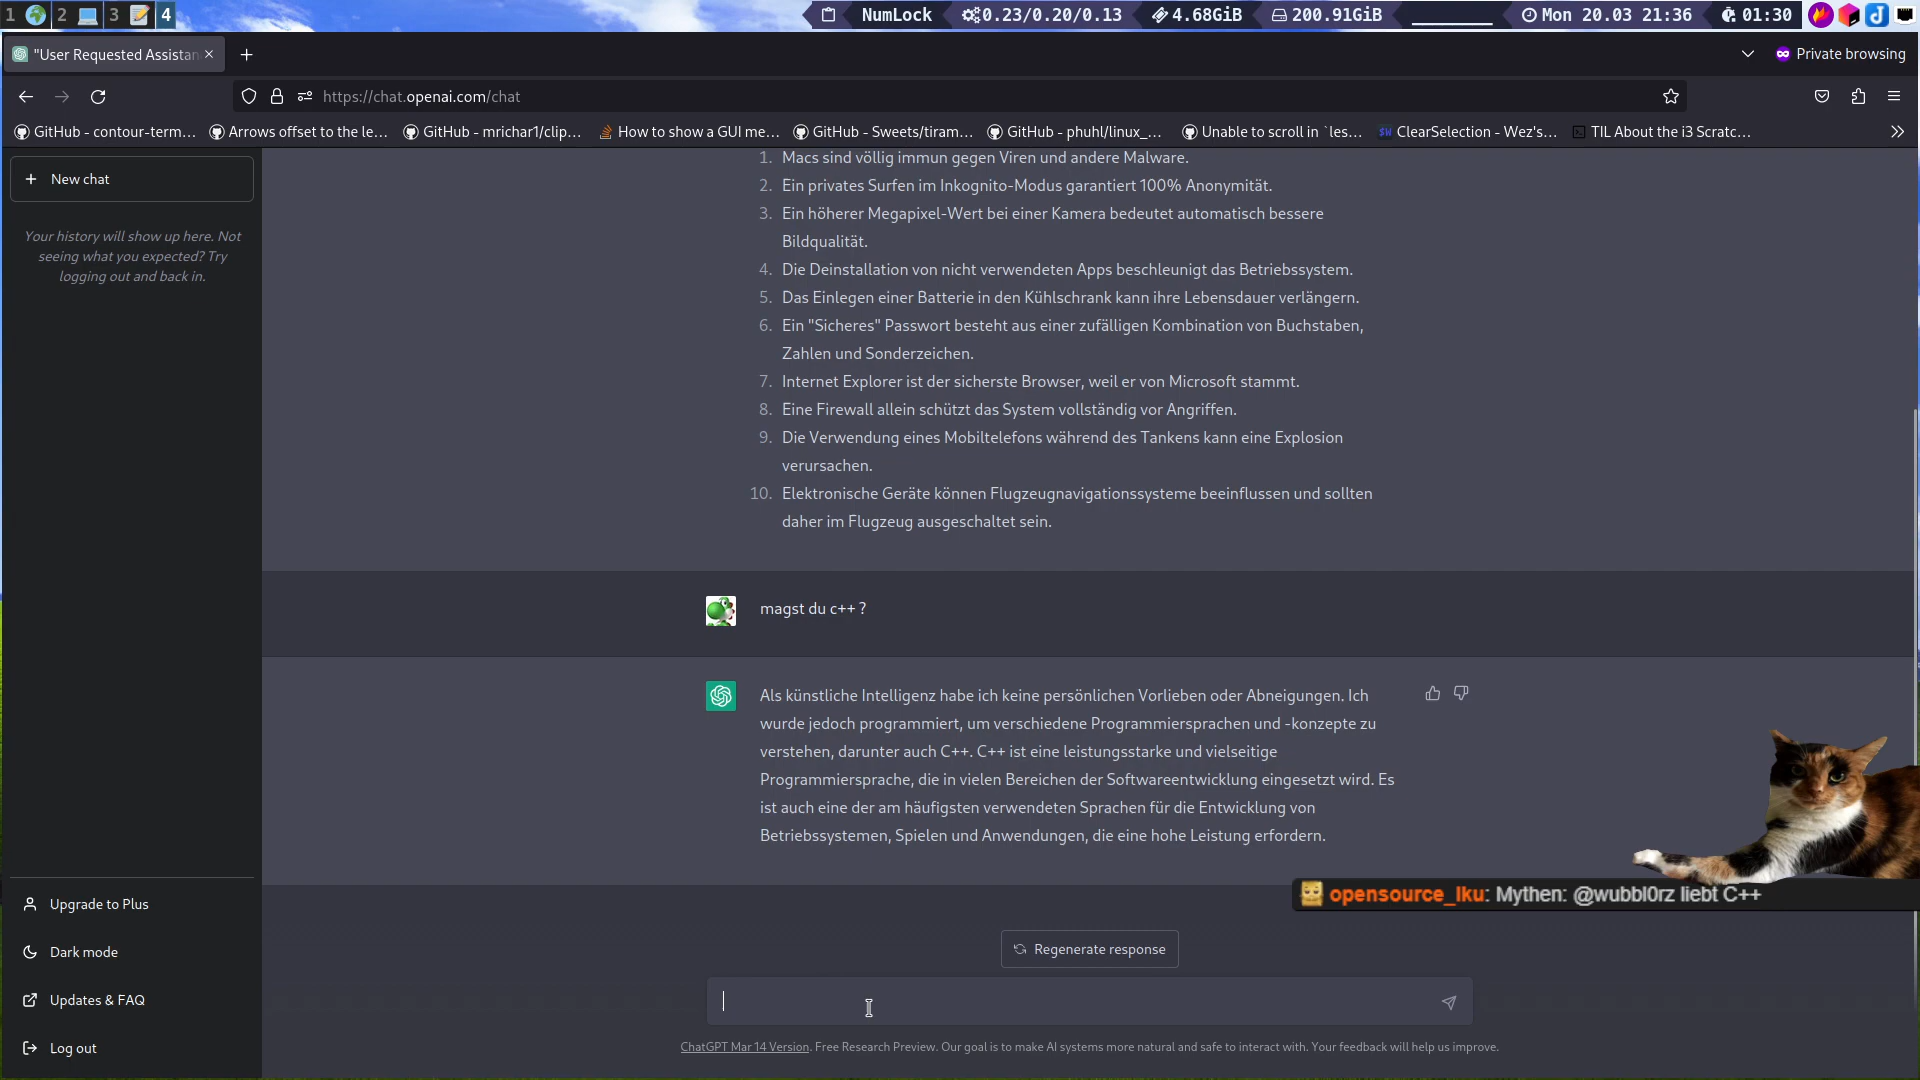 1 2 3 4
NumLock
0.23/0.20/0.13
4.68GiB
200.91GiB
Mon 20.03 21:36
01:30
"User Requested Assistan
Private browsing
https://chat.openai.com/chat
GitHub - contour-term...
Arrows offset to the le...
GitHub - mrichar1/clip...
How to show a GUI me...
GitHub - Sweets/tiram...
GitHub - phuhl/linux_...
Unable to scroll in `les...
ClearSelection - Wez's...
TIL About the i3 Scratc...
New chat
Your history will show up here. Not
seeing what you expected? Try
logging out and back in.
1. Macs sind völlig immun gegen Viren und andere Malware.
2. Ein privates Surfen im Inkognito-Modus garantiert 100% Anonymität.
3. Ein höherer Megapixel-Wert bei einer Kamera bedeutet automatisch bessere
Bildqualität.
4. Die Deinstallation von nicht verwendeten Apps beschleunigt das Betriebssystem.
5. Das Einlegen einer Batterie in den Kühlschrank kann ihre Lebensdauer verlängern.
6. Ein "Sicheres" Passwort besteht aus einer zufälligen Kombination von Buchstaben,
Zahlen und Sonderzeichen.
7. Internet Explorer ist der sicherste Browser, weil er von Microsoft stammt.
8. Eine Firewall allein schützt das System vollständig vor Angriffen.
9. Die Verwendung eines Mobiltelefons während des Tankens kann eine Explosion
verursachen.
10. Elektronische Geräte können Flugzeugnavigationssysteme beeinflussen und sollten
daher im Flugzeug ausgeschaltet sein.
magst du c++ ?
Als künstliche Intelligenz habe ich keine persönlichen Vorlieben oder Abneigungen. Ich
wurde jedoch programmiert, um verschiedene Programmiersprachen und -konzepte zu
verstehen, darunter auch C++. C++ ist eine leistungsstarke und vielseitige
Programmiersprache, die in vielen Bereichen der Softwareentwicklung eingesetzt wird. Es
ist auch eine der am häufigsten verwendeten Sprachen für die Entwicklung von
Betriebssystemen, Spielen und Anwendungen, die eine hohe Leistung erfordern.
opensource_lku: Mythen: @wubbl0rz liebt C++
Upgrade to Plus
Dark mode
Updates & FAQ
Log out
Regenerate response
ChatGPT Mar 14 Version. Free Research Preview. Our goal is to make AI systems more natural and safe to interact with. Your feedback will help us improve.